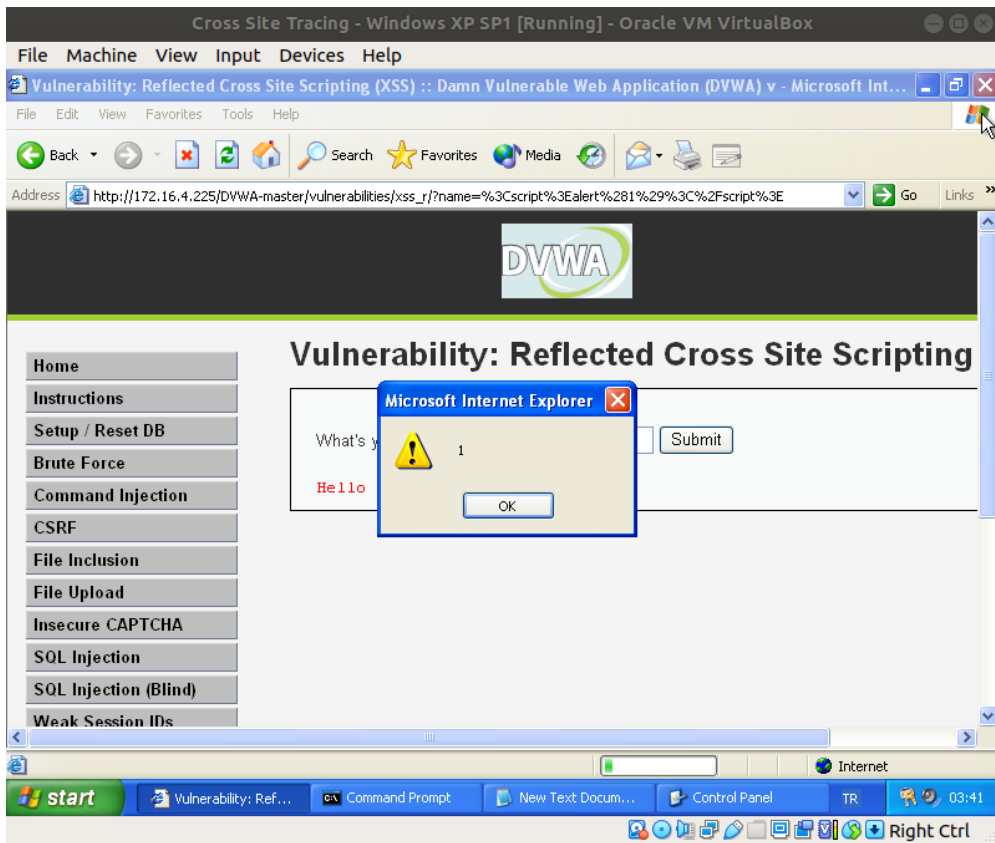 Cross Site Tracing - Windows XP SP1 [Running] - Oracle VM VirtualBox
File Machine View Input Devices Help
Vulnerability: Reflected Cross Site Scripting (XSS) :: Damn Vulnerable Web Application (DVWA) v - Microsoft Int...
File Edit View Favorites Tools Help
Back Search Favorites Media
Address http://172.16.4.225/DVWA-master/vulnerabilities/xss_r/?name=%3Cscript%3Ealert%281%29%3C%2Fscript%3E Go Links »
DVWA
Vulnerability: Reflected Cross Site Scripting
Home
Instructions
Setup / Reset DB
Brute Force
Command Injection
CSRF
File Inclusion
File Upload
Insecure CAPTCHA
SQL Injection
SQL Injection (Blind)
Weak Session IDs
Microsoft Internet Explorer
What's y
1
Submit
Hello
OK
Internet
start Vulnerability: Ref... Command Prompt New Text Docum... Control Panel TR 03:41
Right Ctrl